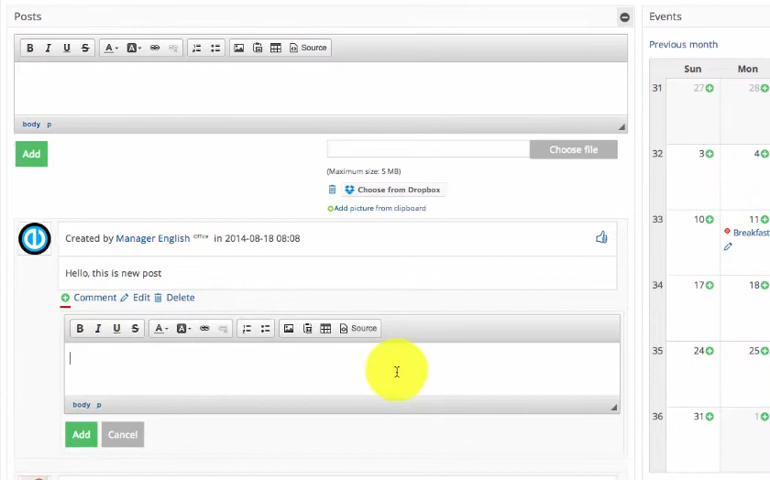 Posts
B I U S A A Source
body p
Add
Choose file
(Maximum size: 5 MB)
Choose from Dropbox
Add picture from clipboard
Created by Manager English Office in 2014-08-18 08:08
Hello, this is new post
Comment Edit Delete
B I U S A A Source
body p
Add Cancel
Events
Previous month
Sun Mon
31 27 28
32 3 4
33 10 11
Breakfast
34 17 18
35 24 25
36 31 1